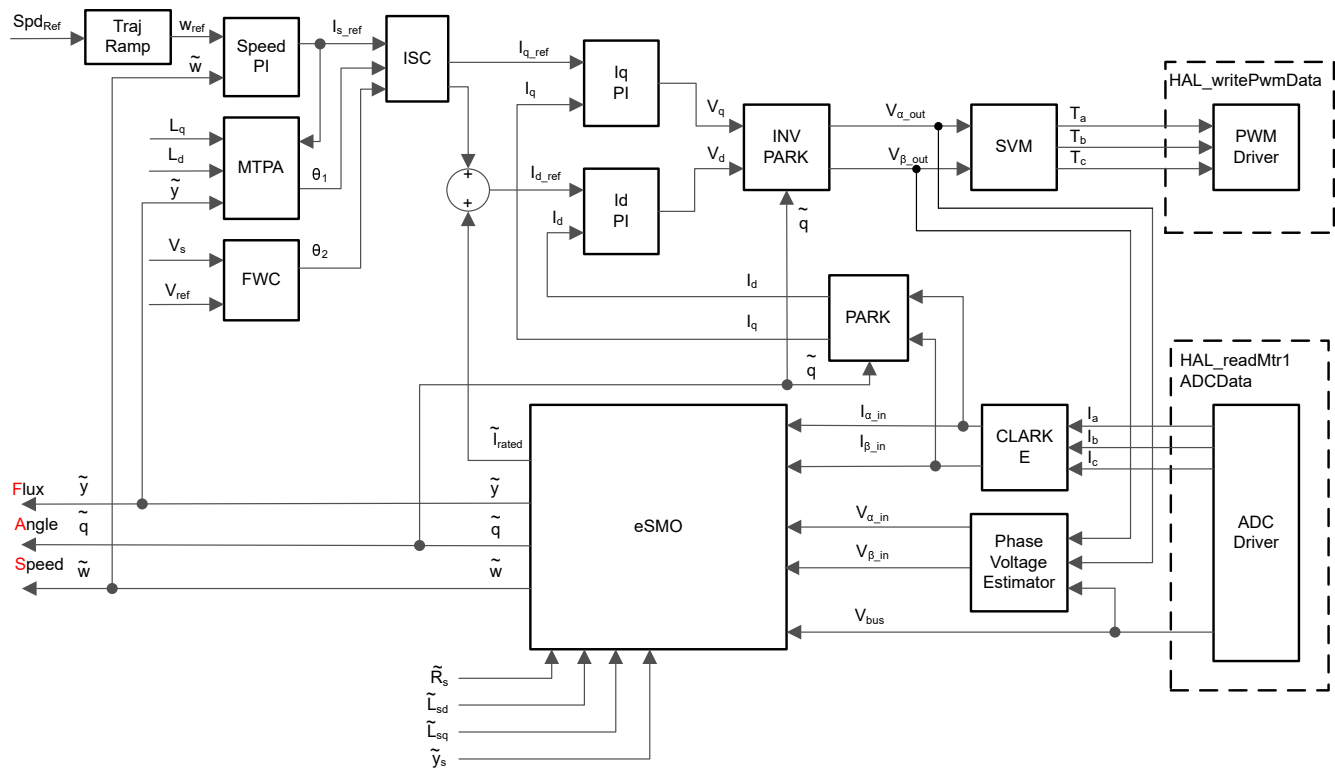 Spd_Ref
Traj
Ramp
w_ref
Speed
PI
w̃
I_s_ref
ISC
L_q
L_d
ỹ
MTPA
θ₁
V_s
V_ref
FWC
θ₂
I_q_ref
I_q
Iq
PI
I_d_ref
I_d
Id
PI
+
+
V_q
V_d
INV
PARK
q̃
V_α_out
V_β_out
SVM
T_a
T_b
T_c
HAL_writePwmData
PWM
Driver
I_d
I_q
PARK
q̃
HAL_readMtr1
ADCData
ADC
Driver
I_a
I_b
I_c
CLARK
E
I_α_in
I_β_in
V_α_in
V_β_in
Phase
Voltage
Estimator
V_bus
eSMO
Ĩ_rated
ỹ
q̃
w̃
Flux ỹ
Angle q̃
Speed w̃
R̃_s
L̃_sd
L̃_sq
ỹ_s